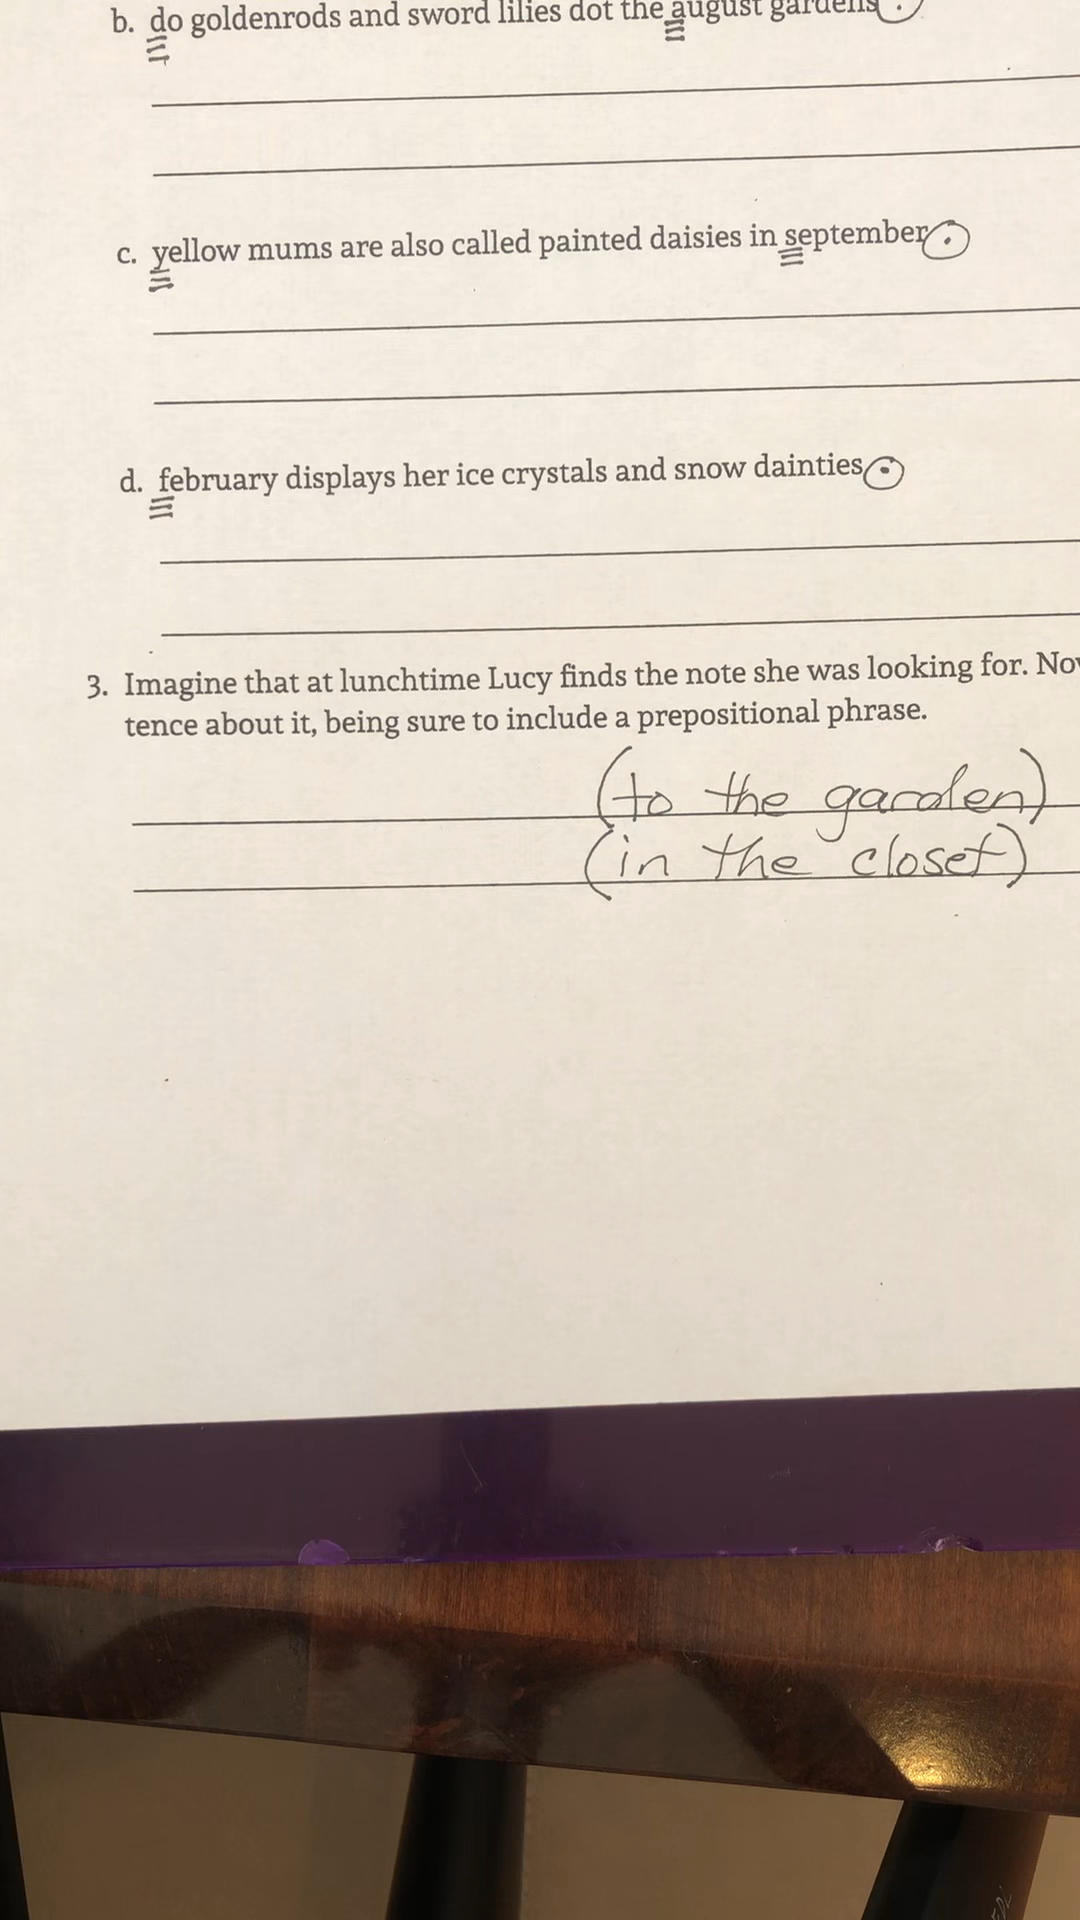 b. do goldenrods and sword lilies dot the august gardens.
c. yellow mums are also called painted daisies in september.
d. february displays her ice crystals and snow dainties.
3. Imagine that at lunchtime Lucy finds the note she was looking for.
tence about it, being sure to include a prepositional phrase.
(to the garden)
(in the closet)